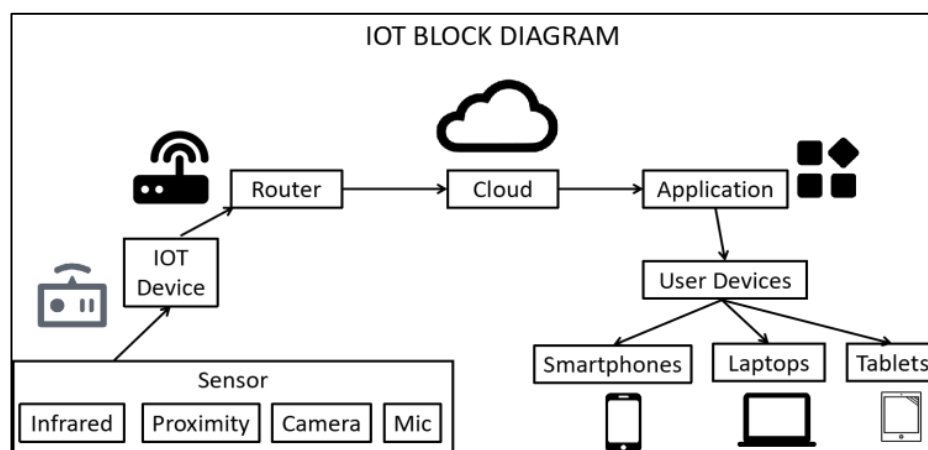 IOT BLOCK DIAGRAM
Router
Cloud
Application
IOT
Device
User Devices
Smartphones
Laptops
Tablets
Sensor
Infrared
Proximity
Camera
Mic